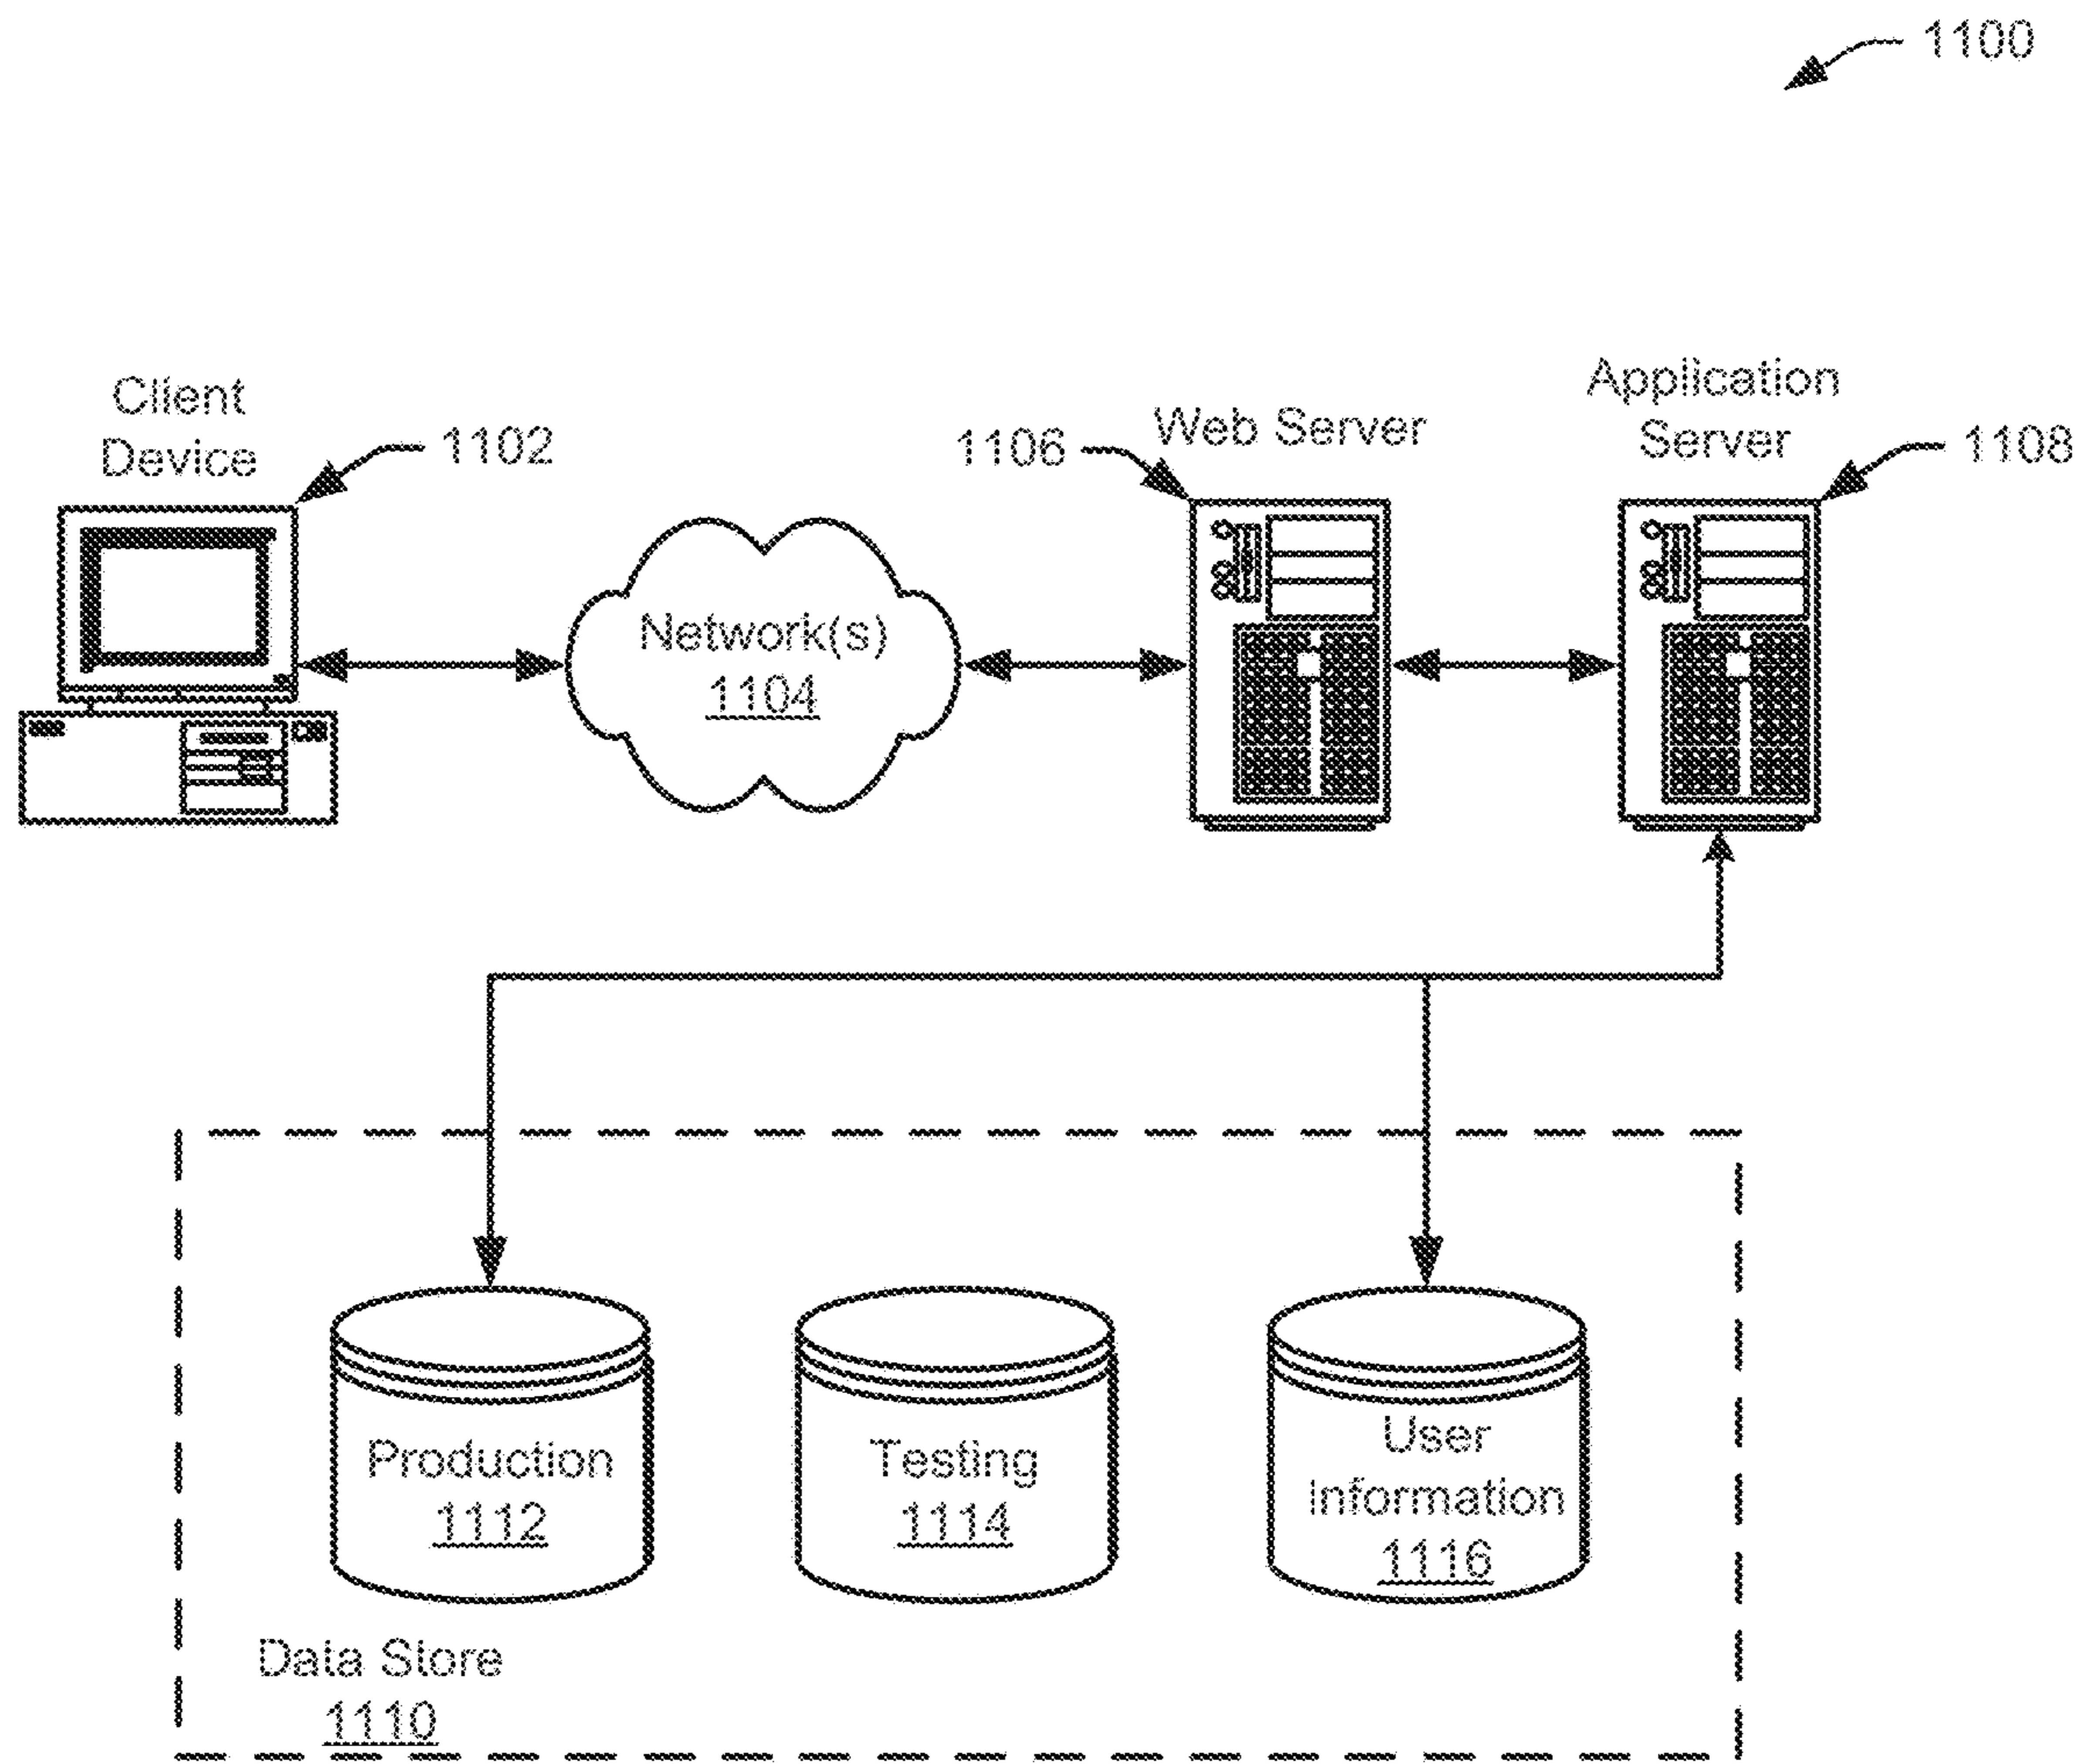 1100
Client
Device
1102
Network(s)
1104
1106
Web Server
Application
Server
1108
Production
1112
Testing
1114
User
Information
1116
Data Store
1110